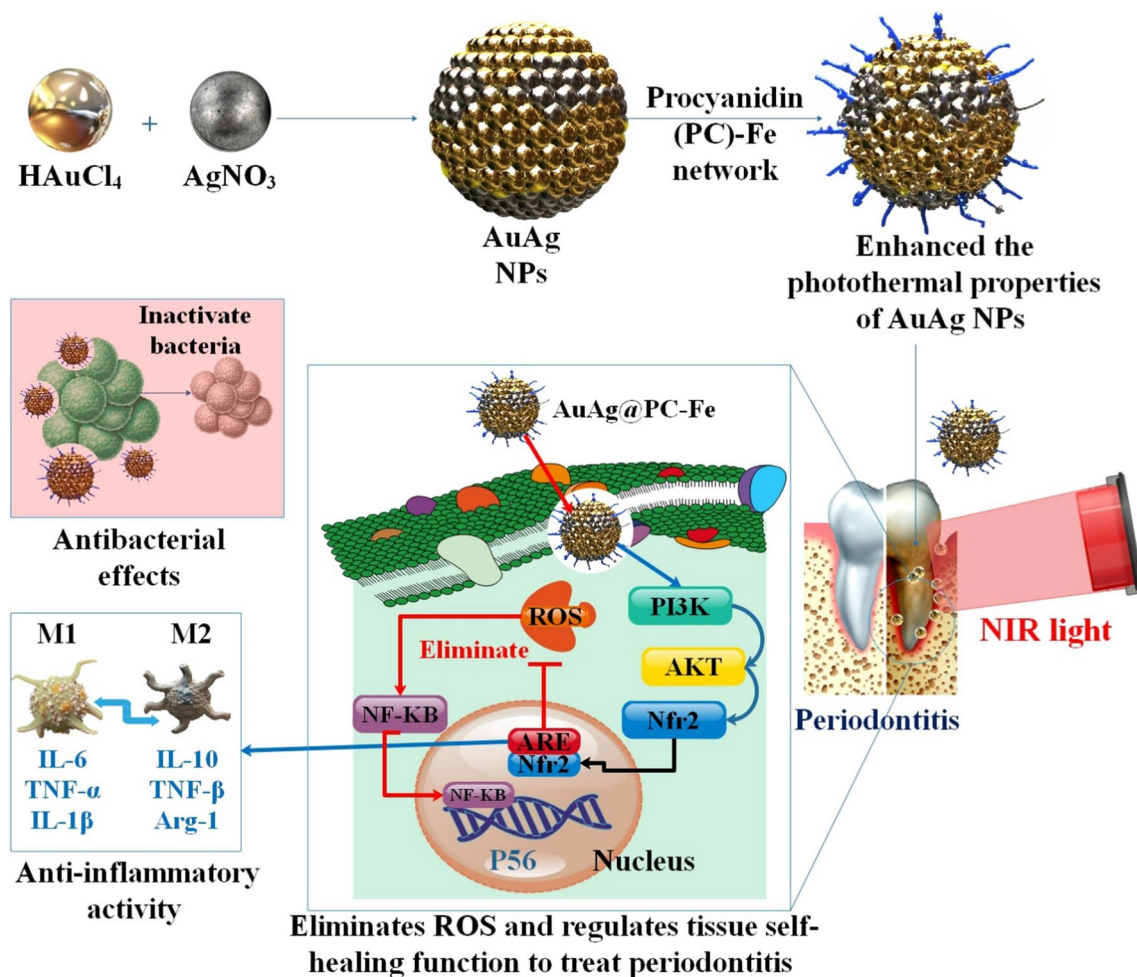 HAuCl₄
+
AgNO₃
AuAg
NPs
Procyanidin
(PC)-Fe
network
Enhanced the
photothermal properties
of AuAg NPs
Inactivate
bacteria
Antibacterial
effects
AuAg@PC-Fe
ROS
Eliminate
PI3K
AKT
Nfr2
NF-KB
ARE
Nfr2
NF-KB
P56
Nucleus
NIR light
Periodontitis
M1
M2
IL-6
TNF-α
IL-1β
IL-10
TNF-β
Arg-1
Anti-inflammatory
activity
Eliminates ROS and regulates tissue self-
healing function to treat periodontitis